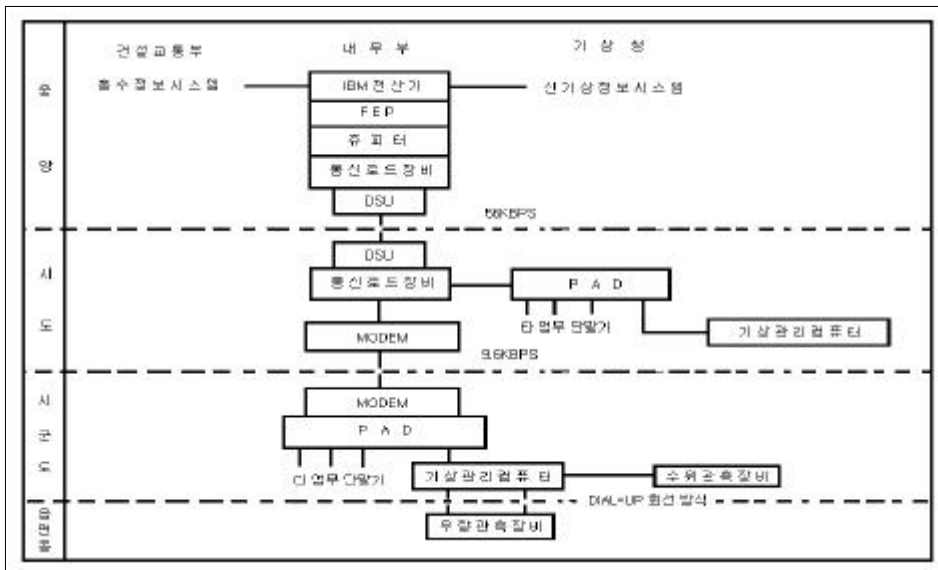 건설교통부 내무부 기상청
홍수정보시스템 IBM전산기 신기상정보시스템
중
앙
FEP
쥬피터
통신로드장비
DSU
56KBPS
시
도
DSU
통신로드장비 PAD
타업무단말기
기상관리컴퓨터
MODEM
9.6KBPS
시
군
도
MODEM
PAD
업무단말기
기상관리컴퓨터 수위관측장비
DIAL-UP 회선방식
읍
면
동
우량관측장비